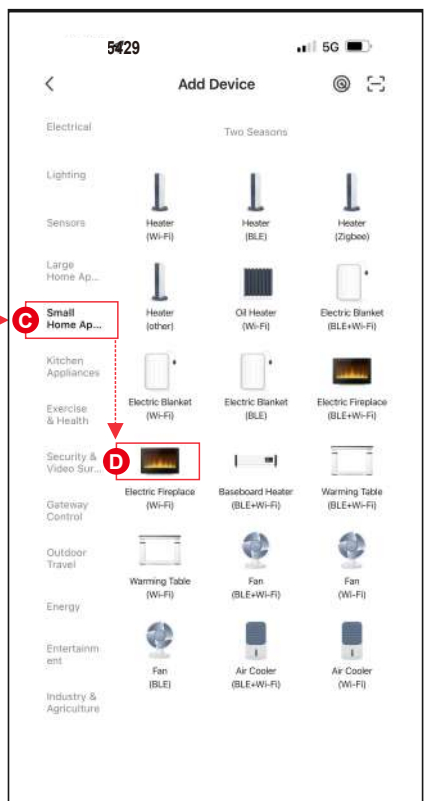 5G
Add Device
Electrical
Lighting
Sensors
Large
Home Ap...
C
Small
Home Ap...
Kitchen
Appliances
Exercise
& Health
Security &
Video Sur...
Gateway
Control
Outdoor
Travel
Energy
Entertainm
ent
Industry &
Agriculture
Two Seasons
Heater
(Wi-Fi)
Heater
(BLE)
Heater
(Zigbee)
Heater
(other)
Oil Heater
(Wi-Fi)
Electric Blanket
(BLE+Wi-Fi)
Electric Blanket
(Wi-Fi)
Electric Blanket
(BLE)
Electric Fireplace
(BLE+Wi-Fi)
D
Electric Fireplace
(Wi-Fi)
Baseboard Heater
(BLE+Wi-Fi)
Warming Table
(BLE+Wi-Fi)
Warming Table
(Wi-Fi)
Fan
(BLE+Wi-Fi)
Fan
(Wi-Fi)
Fan
(BLE)
Air Cooler
(BLE+Wi-Fi)
Air Cooler
(Wi-Fi)